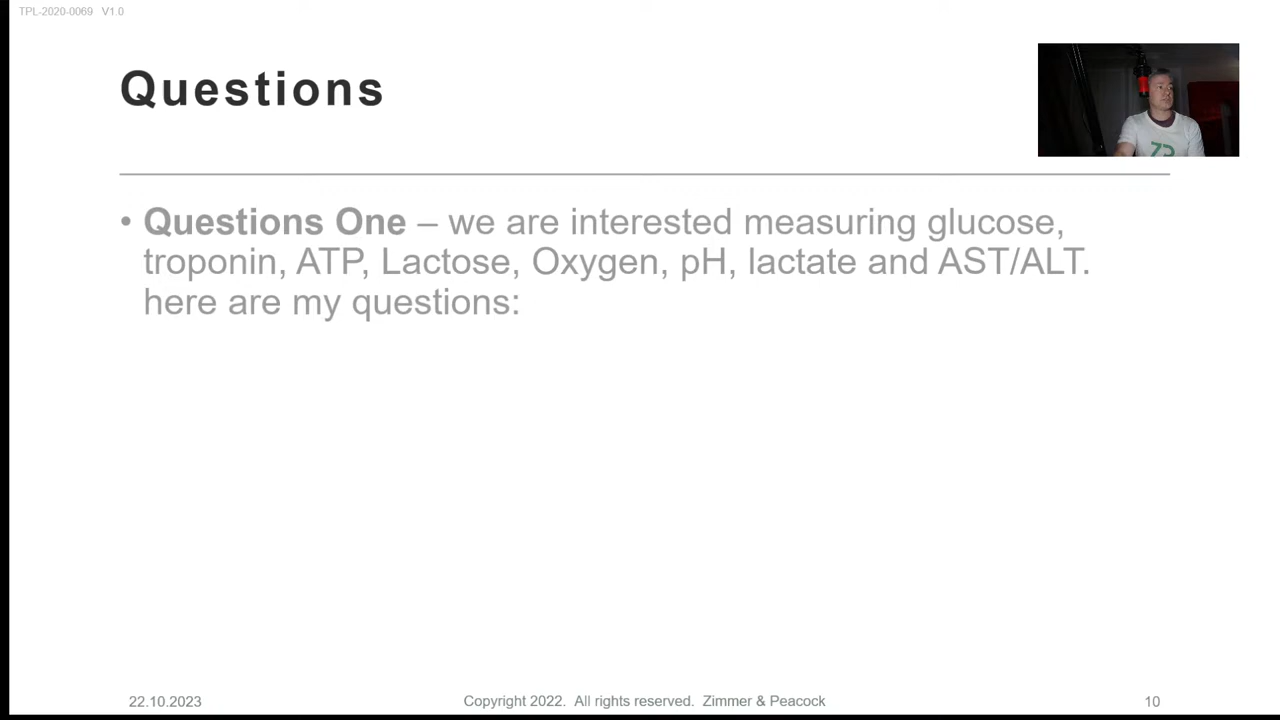 TPL-2020-0069 V1.0
Questions
• Questions One – we are interested measuring glucose,
troponin, ATP, Lactose, Oxygen, pH, lactate and AST/ALT.
here are my questions:
22.10.2023
Copyright 2022. All rights reserved. Zimmer & Peacock
10